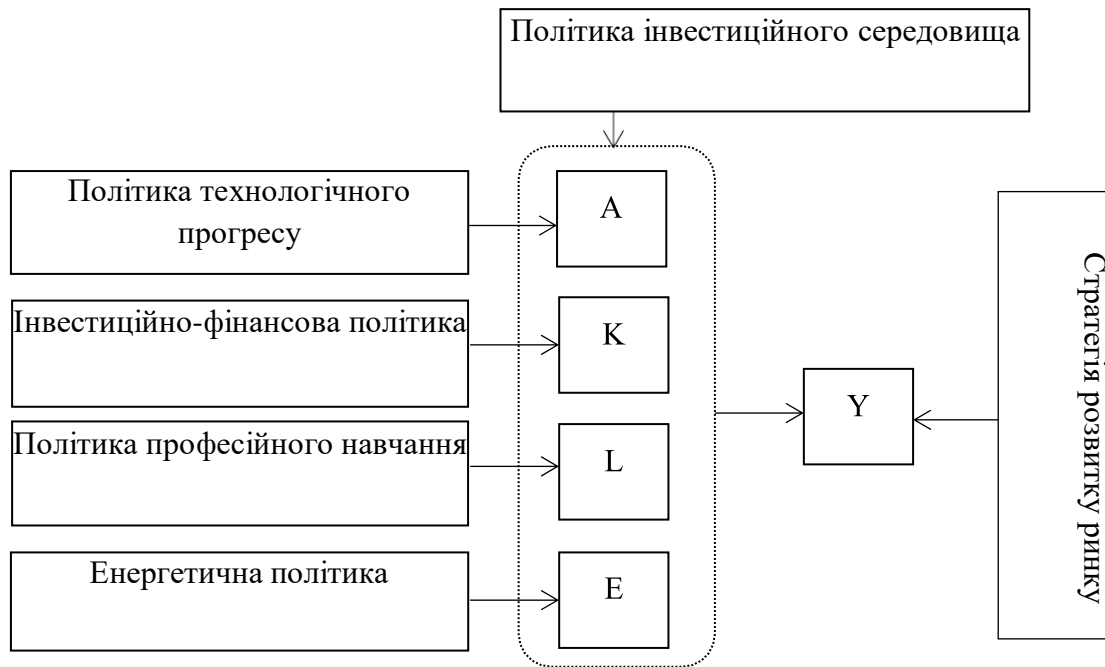 Політика інвестиційного середовища
Політика технологічного
прогресу
A
Інвестиційно-фінансова політика
K
Політика професійного навчання
L
Енергетична політика
E
Y
Стратегія розвитку ринку